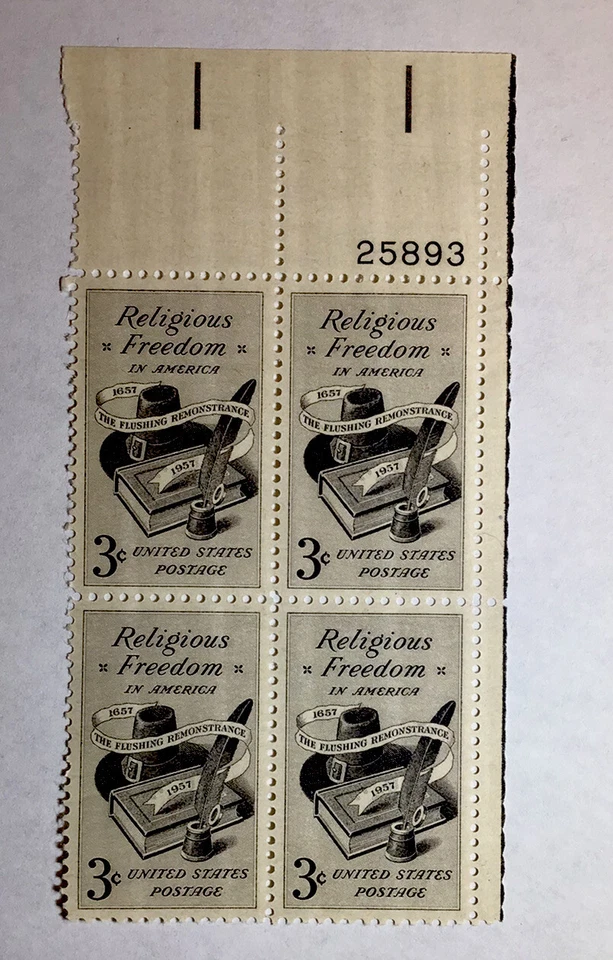 25893
Religious
Freedom
IN AMERICA
1657
THE FLUSHING REMONSTRANCE
1957
3¢ UNITED STATES
POSTAGE
Religious
Freedom
IN AMERICA
1657
THE FLUSHING REMONSTRANCE
1957
3¢ UNITED STATES
POSTAGE
Religious
Freedom
IN AMERICA
1657
THE FLUSHING REMONSTRANCE
1957
3¢ UNITED STATES
POSTAGE
Religious
Freedom
IN AMERICA
1657
THE FLUSHING REMONSTRANCE
1957
3¢ UNITED STATES
POSTAGE